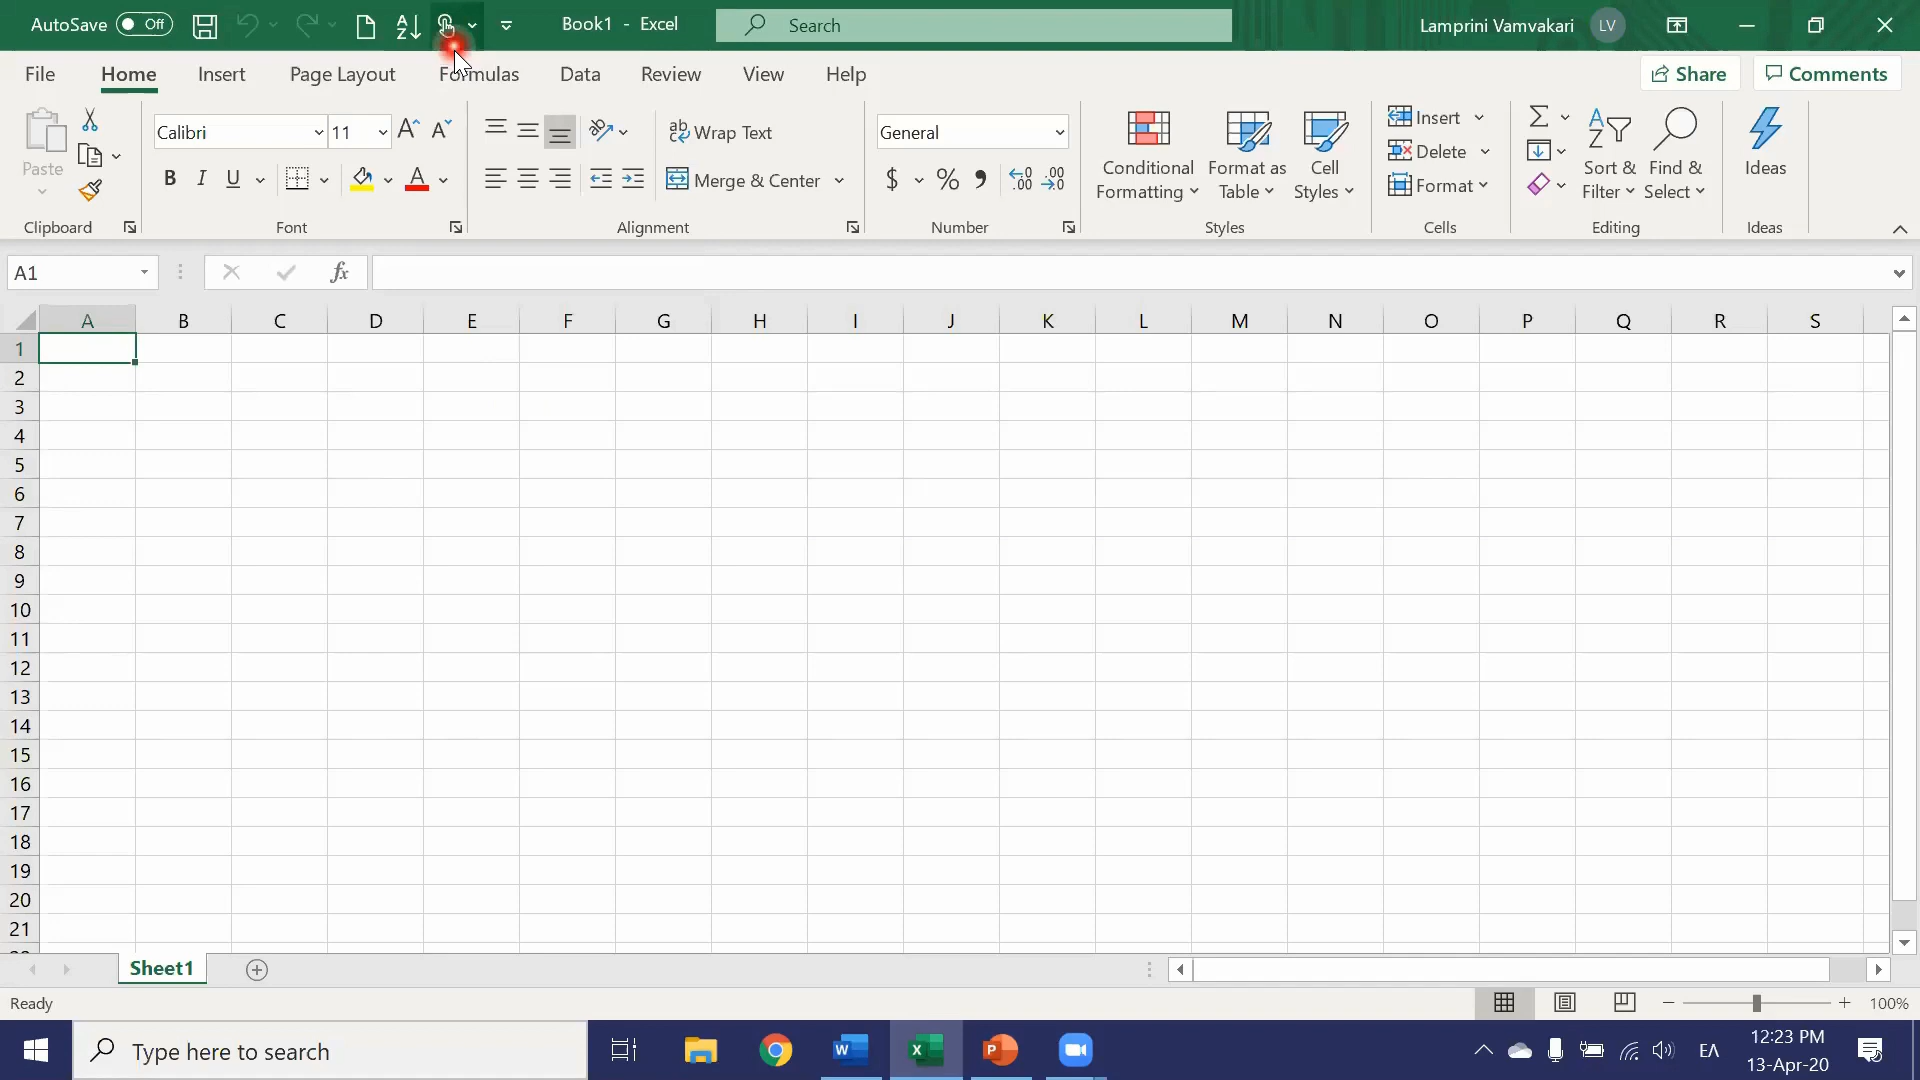 AutoSave Off Book1 - Excel Search Lamprini Vamvakari LV
File Home Insert Page Layout Formulas Data Review View Help Share Comments
Calibri 11 Wrap Text General Insert
Paste Conditional Formatting Format as Table Cell Styles Delete Sort & Filter Find & Select Ideas
B I U Merge & Center $ % Format
Clipboard Font Alignment Number Styles Cells Editing Ideas
A1 fx
A B C D E F G H I J K L M N O P Q R S
1
2
3
4
5
6
7
8
9
10
11
12
13
14
15
16
17
18
19
20
21
Sheet1
Ready 100%
Type here to search ΕΛ 12:23 PM
13-Apr-20